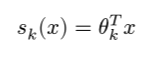 s_k(x) = θ_k^T x